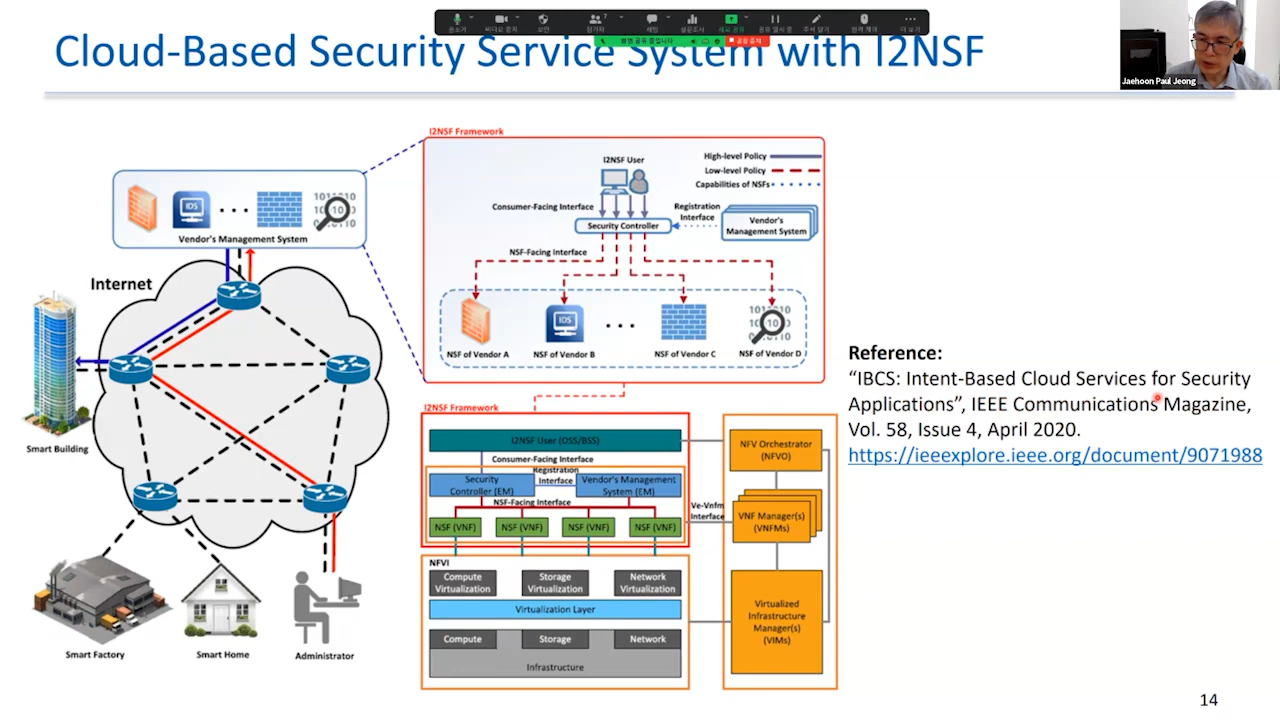 Cloud-Based Security Service System with I2NSF
Jaehoon Paul Jeong
I2NSF Framework
I2NSF User
High-level Policy
Low-level Policy
Capabilities of NSFs
Consumer-Facing Interface
Registration
Interface
Security Controller
Vendor's
Management System
NSF-Facing Interface
IDS
NSF of Vendor A
NSF of Vendor B
NSF of Vendor C
NSF of Vendor D
IDS
Vendor's Management System
Internet
Smart Building
Smart Factory
Smart Home
Administrator
I2NSF Framework
I2NSF User (OSS/BSS)
Consumer-Facing Interface
Registration
Interface
Security
Controller (EM)
Vendor's Management
System (EM)
NSF-Facing Interface
NSF (VNF)
NSF (VNF)
NSF (VNF)
NSF (VNF)
Ve-Vnfm
Interface
NFV Orchestrator
(NFVO)
VNF Manager(s)
(VNFMs)
Virtualized
Infrastructure
Manager(s)
(VIMs)
NFVI
Compute
Virtualization
Storage
Virtualization
Network
Virtualization
Virtualization Layer
Compute
Storage
Network
Infrastructure
Reference:
“IBCS: Intent-Based Cloud Services for Security
Applications”, IEEE Communications Magazine,
Vol. 58, Issue 4, April 2020.
https://ieeexplore.ieee.org/document/9071988
14